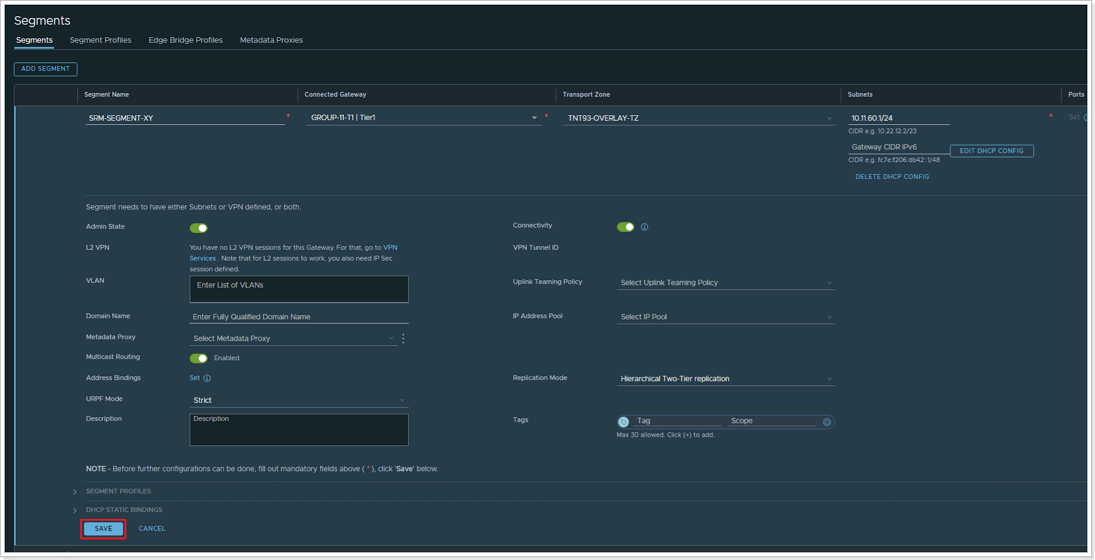 Segments
Segments Segment Profiles Edge Bridge Profiles Metadata Proxies
ADD SEGMENT
Segment Name Connected Gateway Transport Zone Subnets Ports
SRM-SEGMENT-XY * GROUP-11-T1 | Tier1 * TNT93-OVERLAY-TZ 10.11.60.1/24 * Set
CIDR e.g. 10.22.12.2/23
Gateway CIDR IPv6 EDIT DHCP CONFIG
CIDR e.g. fc7e:f206:db42::1/48
DELETE DHCP CONFIG
Segment needs to have either Subnets or VPN defined, or both.
Admin State Connectivity
L2 VPN You have no L2 VPN sessions for this Gateway. For that, go to VPN VPN Tunnel ID
Services . Note that for L2 sessions to work, you also need IP Sec
session defined.
VLAN Enter List of VLANs Uplink Teaming Policy Select Uplink Teaming Policy
Domain Name Enter Fully Qualified Domain Name IP Address Pool Select IP Pool
Metadata Proxy Select Metadata Proxy
Multicast Routing Enabled
Address Bindings Set Replication Mode Hierarchical Two-Tier replication
URPF Mode Strict
Description Description Tags Tag Scope
Max 30 allowed. Click (+) to add.
NOTE - Before further configurations can be done, fill out mandatory fields above ( * ), click 'Save' below.
SEGMENT PROFILES
DHCP STATIC BINDINGS
SAVE CANCEL